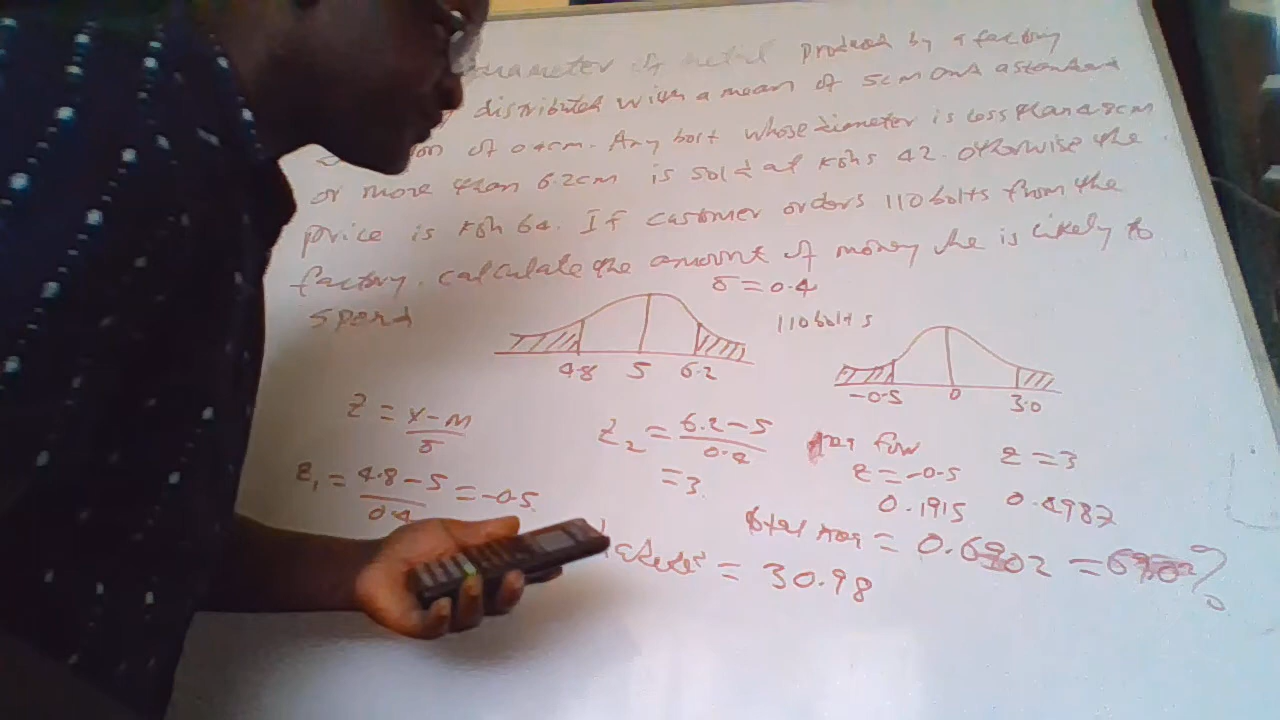 diameter of metal produced by a factory
distributed with a mean of 5cm and a standard
of 0.4cm. Any bolt whose diameter is less than 4.8cm
or more than 6.2cm is sold at Kshs 42. otherwise the
price is Ksh 64. If customer orders 110 bolts from the
factory. calculate the amount of money he is likely to
spend
δ = 0.4
110 bolts
4.8 5 6.2
-0.5 0 3.0
Z = x-m/δ
Z₁ = 4.8-5/0.4 = -0.5
Z₂ = 6.2-5/0.4
= 3.
for
z = -0.5 z = 3
0.1915 0.4987
= 0.6902 = 69.02%
= 30.98